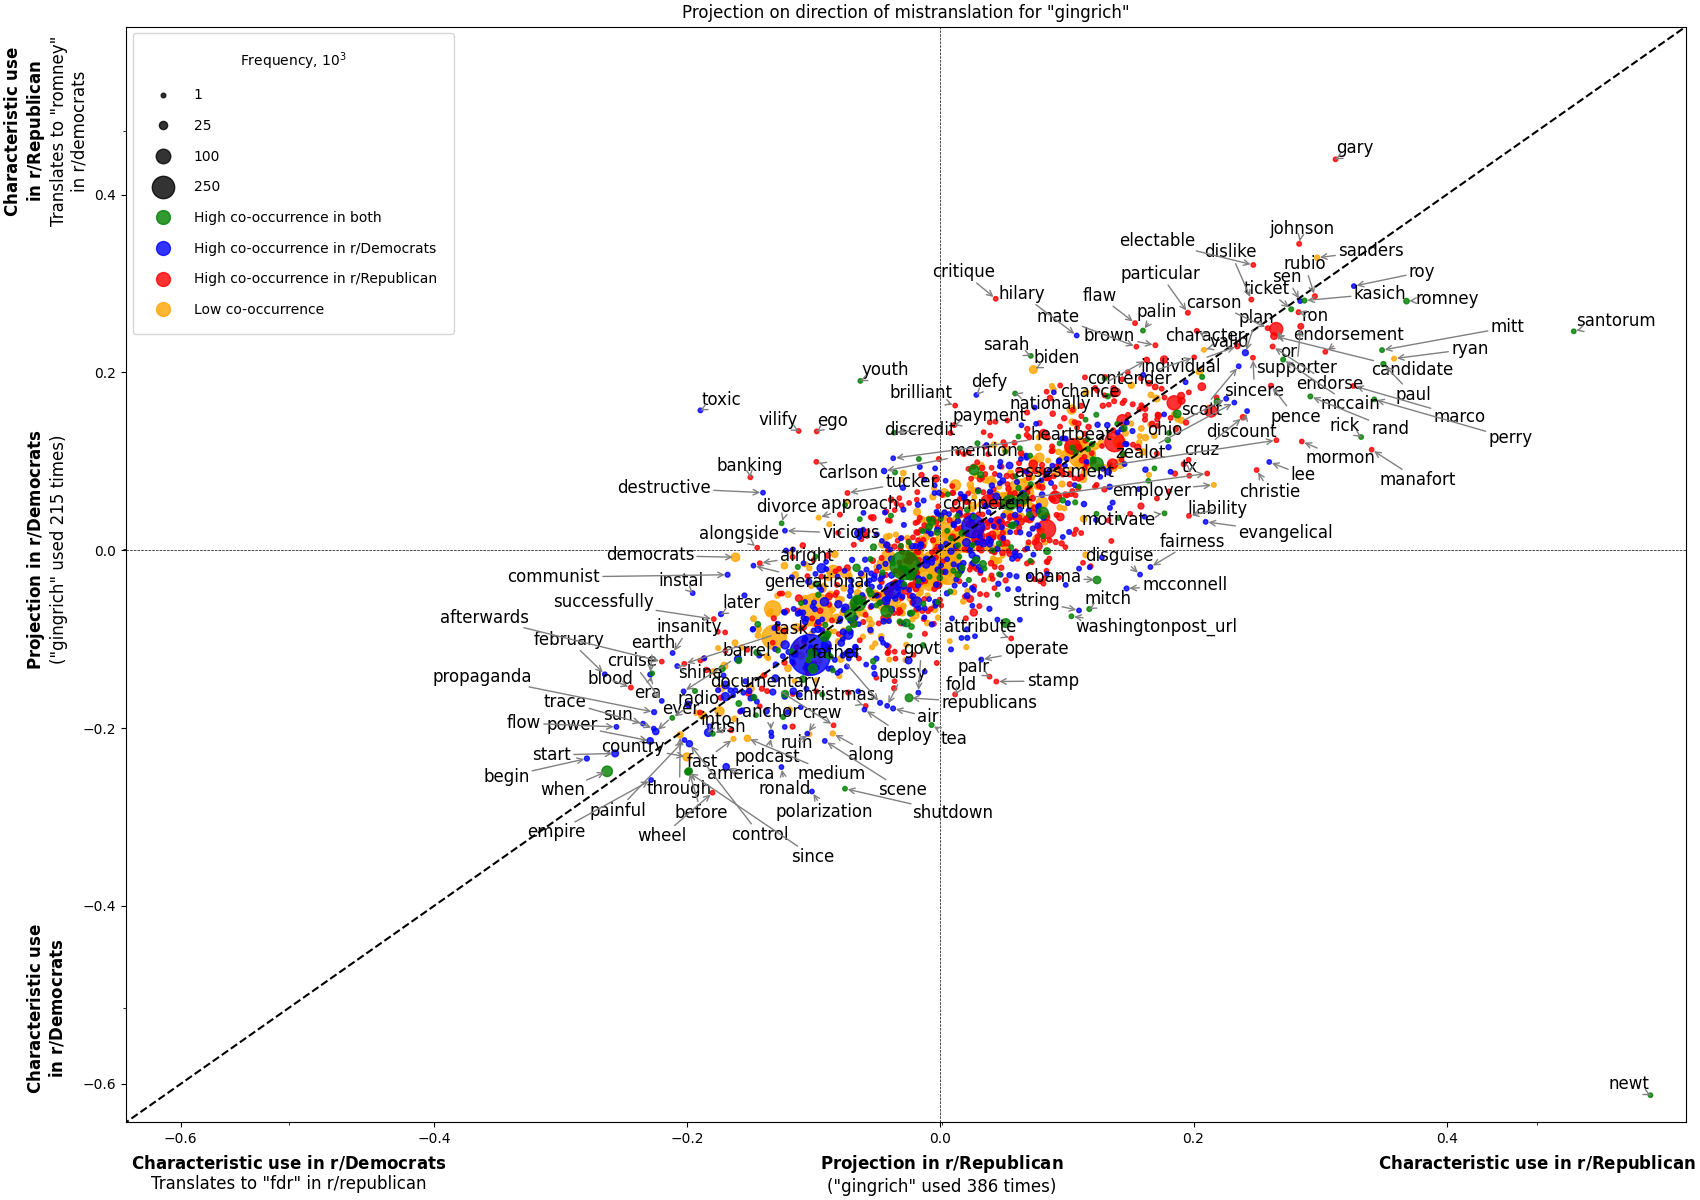 Projection on direction of mistranslation for "gingrich"
Frequency, 10³
1
25
100
250
High co-occurrence in both
High co-occurrence in r/Democrats
High co-occurrence in r/Republican
Low co-occurrence
Characteristic use
in r/Republican
Translates to "romney"
in r/democrats
Projection in r/Democrats
("gingrich" used 215 times)
Characteristic use
in r/Democrats
0.4
0.2
0.0
−0.2
−0.4
−0.6
gary
johnson
electable
dislike
sanders
rubio
critique
particular
sen
roy
hilary
flaw
ticket
kasich
romney
mate
palin
carson
plan
ron
santorum
brown
character
valid
endorsement
mitt
sarah
biden
or
ryan
youth
individual
supporter
candidate
defy
contender
endorse
toxic
brilliant
chance
sincere
paul
nationally
scott
mccain
vilify
ego
payment
pence
marco
discredit
heartbeat
ohio
discount
rick
rand
perry
mention
zealot
cruz
mormon
banking
carlson
assessment
tx
lee
manafort
destructive
tucker
employer
christie
divorce
approach
competent
liability
alongside
vicious
motivate
evangelical
democrats
alright
disguise
fairness
communist
instal
generational
obama
mcconnell
successfully
later
string
mitch
afterwards
insanity
task
attribute
washingtonpost_url
february
earth
barrel
father
govt
operate
cruise
shine
pussy
pair
propaganda
blood
documentary
fold
stamp
era
radio
christmas
republicans
trace
sun
ever
into
anchor
crew
air
flow
power
rush
deploy
tea
start
country
ruin
along
begin
fast
podcast
when
through
america
medium
ronald
scene
painful
before
polarization
shutdown
empire
wheel
control
since
newt
−0.6
−0.4
−0.2
0.0
0.2
0.4
Characteristic use in r/Democrats
Translates to "fdr" in r/republican
Projection in r/Republican
("gingrich" used 386 times)
Characteristic use in r/Republican